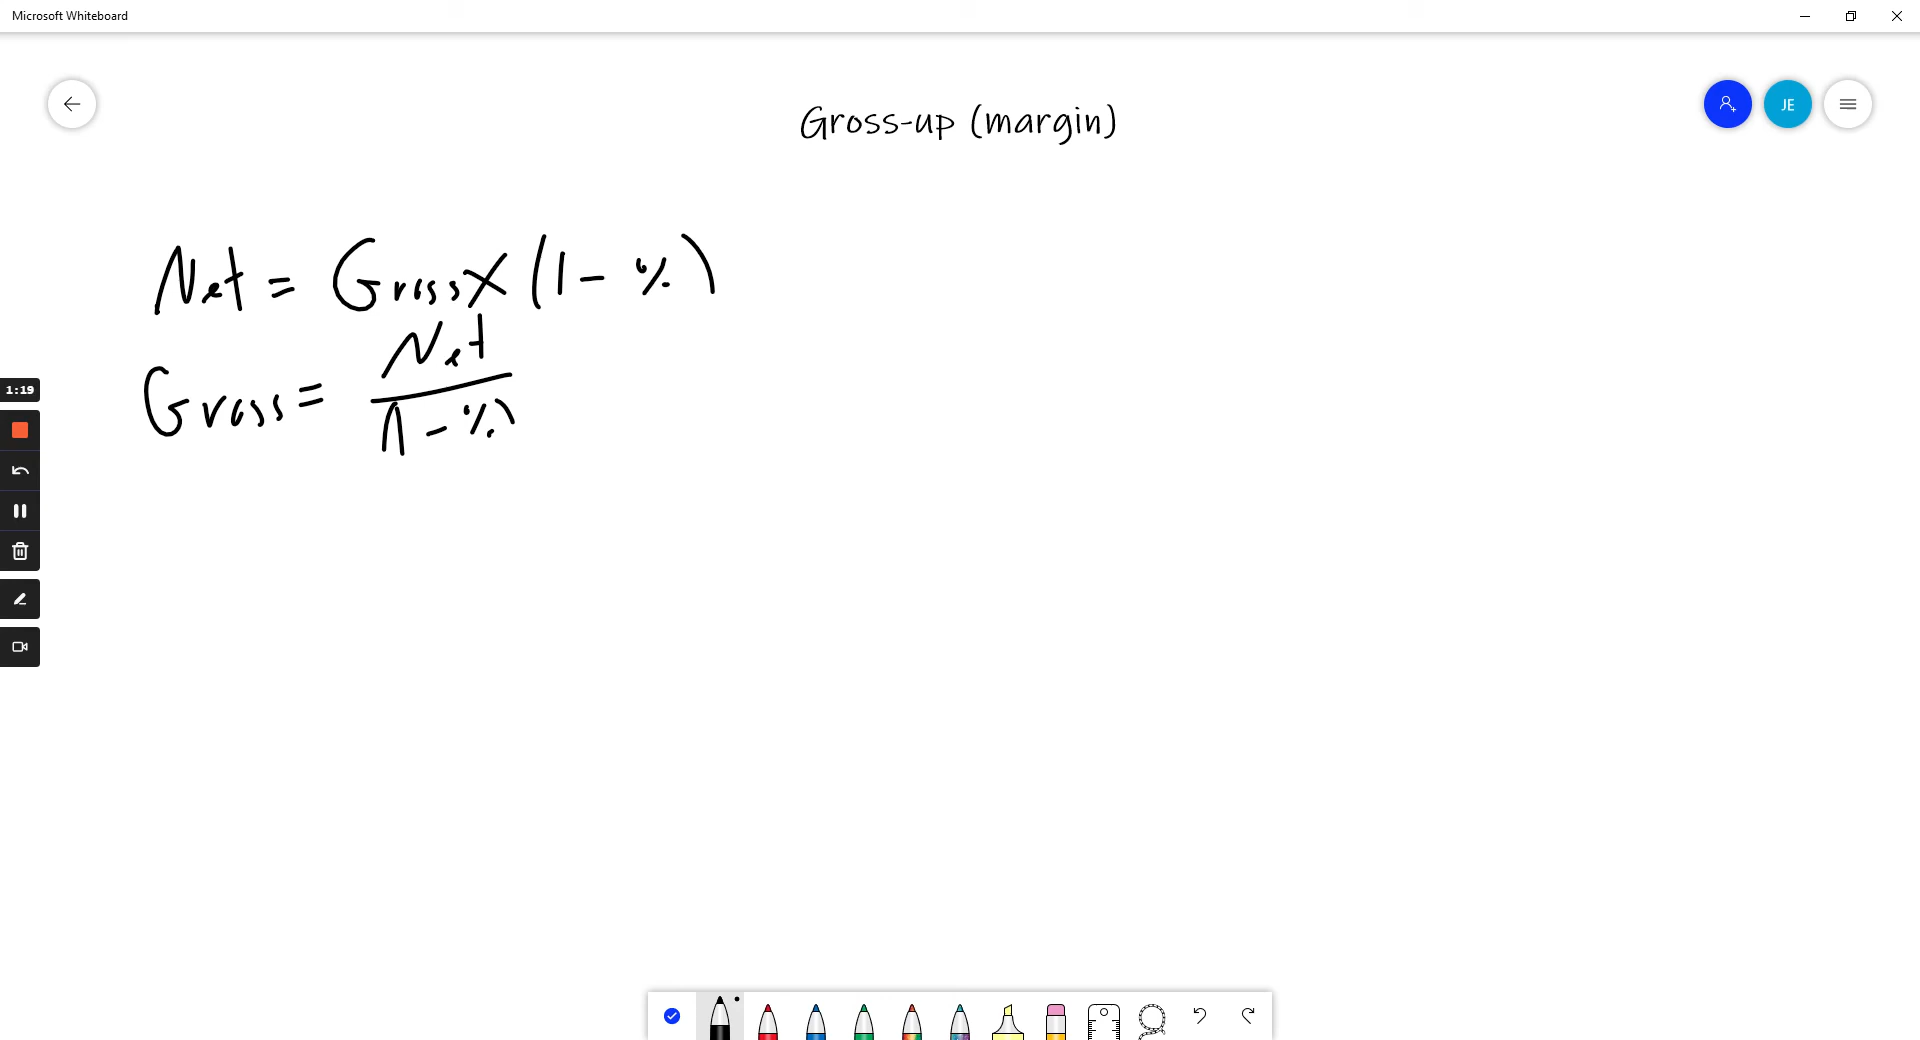 Microsoft Whiteboard
JE
Gross-up (margin)
Net = Gross X (1 - %)
Net
Gross =
(1 - %)
1:19